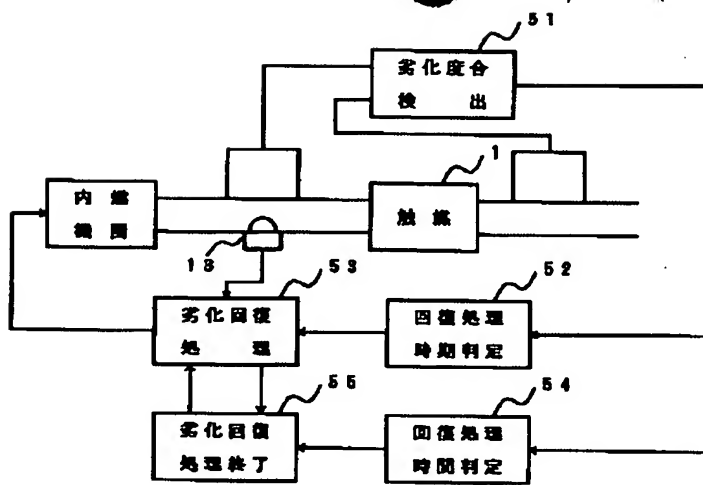 51
劣化度合
検出
内燃
機関
1
触媒
13
53
劣化回復
処理
52
回復処理
時期判定
55
劣化回復
処理終了
54
回復処理
時間判定